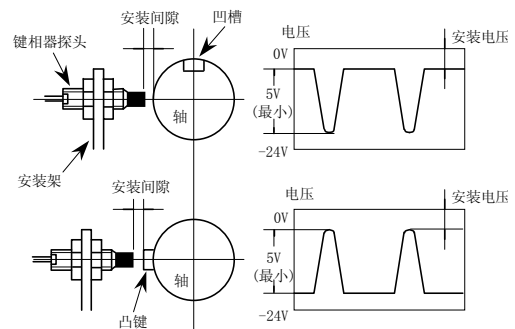 安装间隙
凹槽
键相器探头
轴
安装架
电压
安装电压
0V
5V
(最小)
-24V
安装间隙
凸键
轴
电压
安装电压
0V
5V
(最小)
-24V